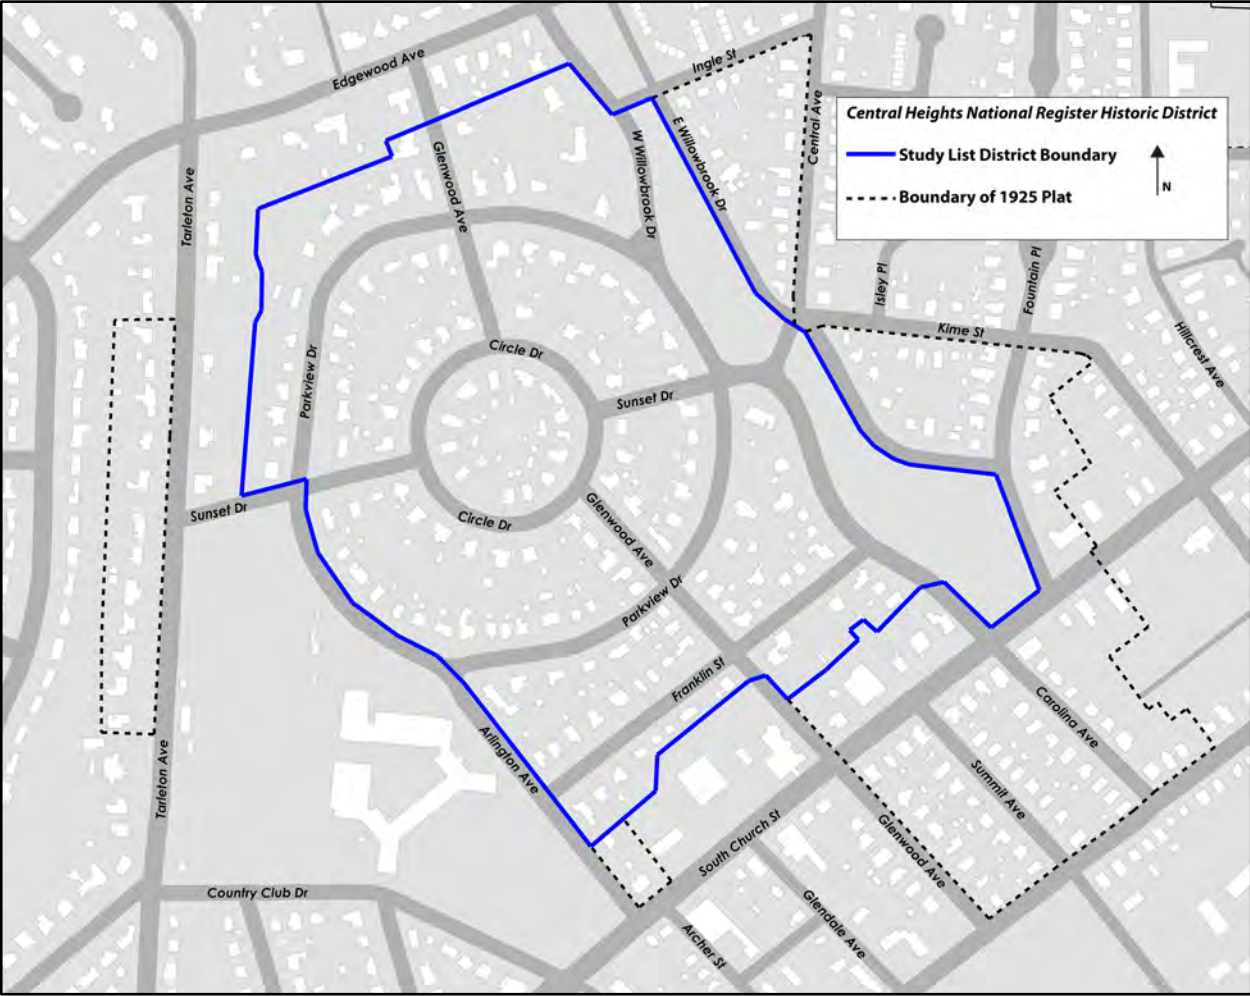 Edgewood Ave
Ingle St
Central Ave
Central Heights National Register Historic District
Study List District Boundary
N
Boundary of 1925 Plat
E Willowbrook Dr
W Willowbrook Dr
Glenwood Ave
Tarleton Ave
Isley Pl
Fountain Pl
Kime St
Hillcrest Ave
Circle Dr
Parkview Dr
Sunset Dr
Sunset Dr
Circle Dr
Glenwood Ave
Parkview Dr
Franklin St
Carolina Ave
Arlington Ave
Tarleton Ave
Summit Ave
South Church St
Glenwood Ave
Country Club Dr
Glendale Ave
Archer St